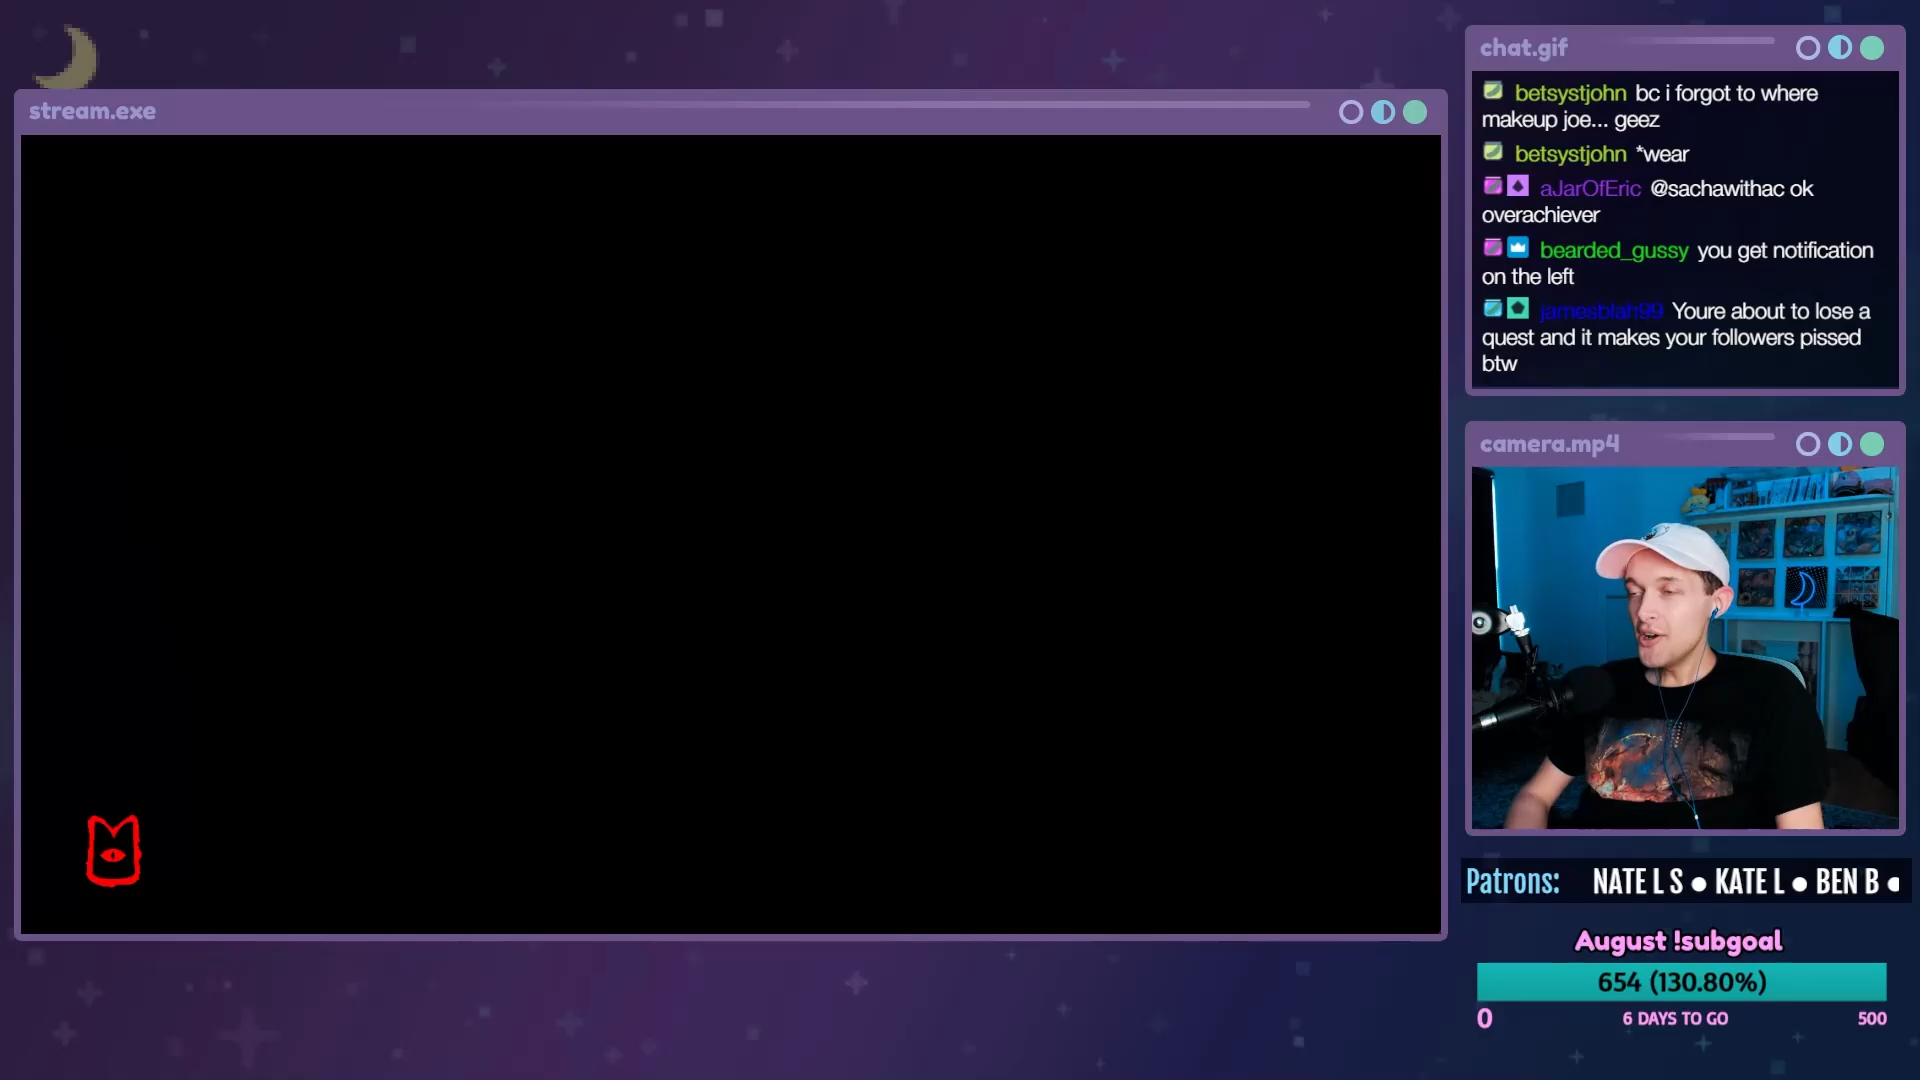 stream.exe
chat.gif
betsystjohn bc i forgot to where
makeup joe... geez
betsystjohn *wear
aJarOfEric @sachawithac ok
overachiever
bearded_gussy you get notification
on the left
jamesblah99 Youre about to lose a
quest and it makes your followers pissed
btw
camera.mp4
Patrons: NATE L S ● KATE L ● BEN B
August !subgoal
654 (130.80%)
0 6 DAYS TO GO 500